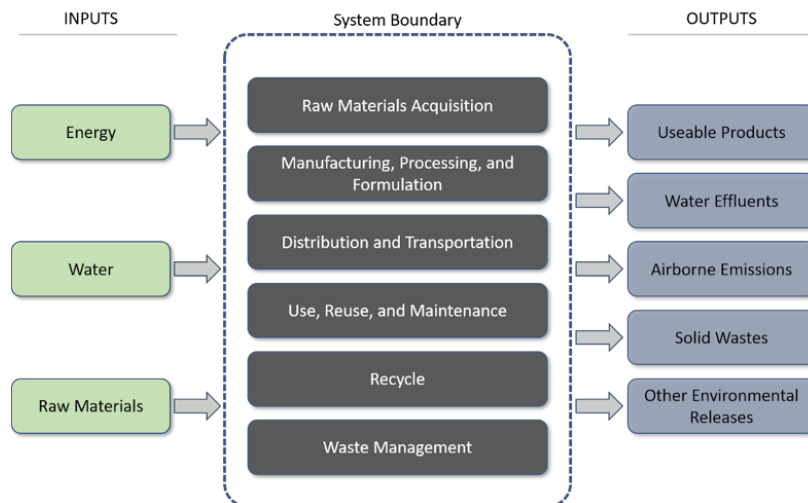 INPUTS
System Boundary
OUTPUTS
Energy
Water
Raw Materials
Raw Materials Acquisition
Manufacturing, Processing, and
Formulation
Distribution and Transportation
Use, Reuse, and Maintenance
Recycle
Waste Management
Useable Products
Water Effluents
Airborne Emissions
Solid Wastes
Other Environmental
Releases